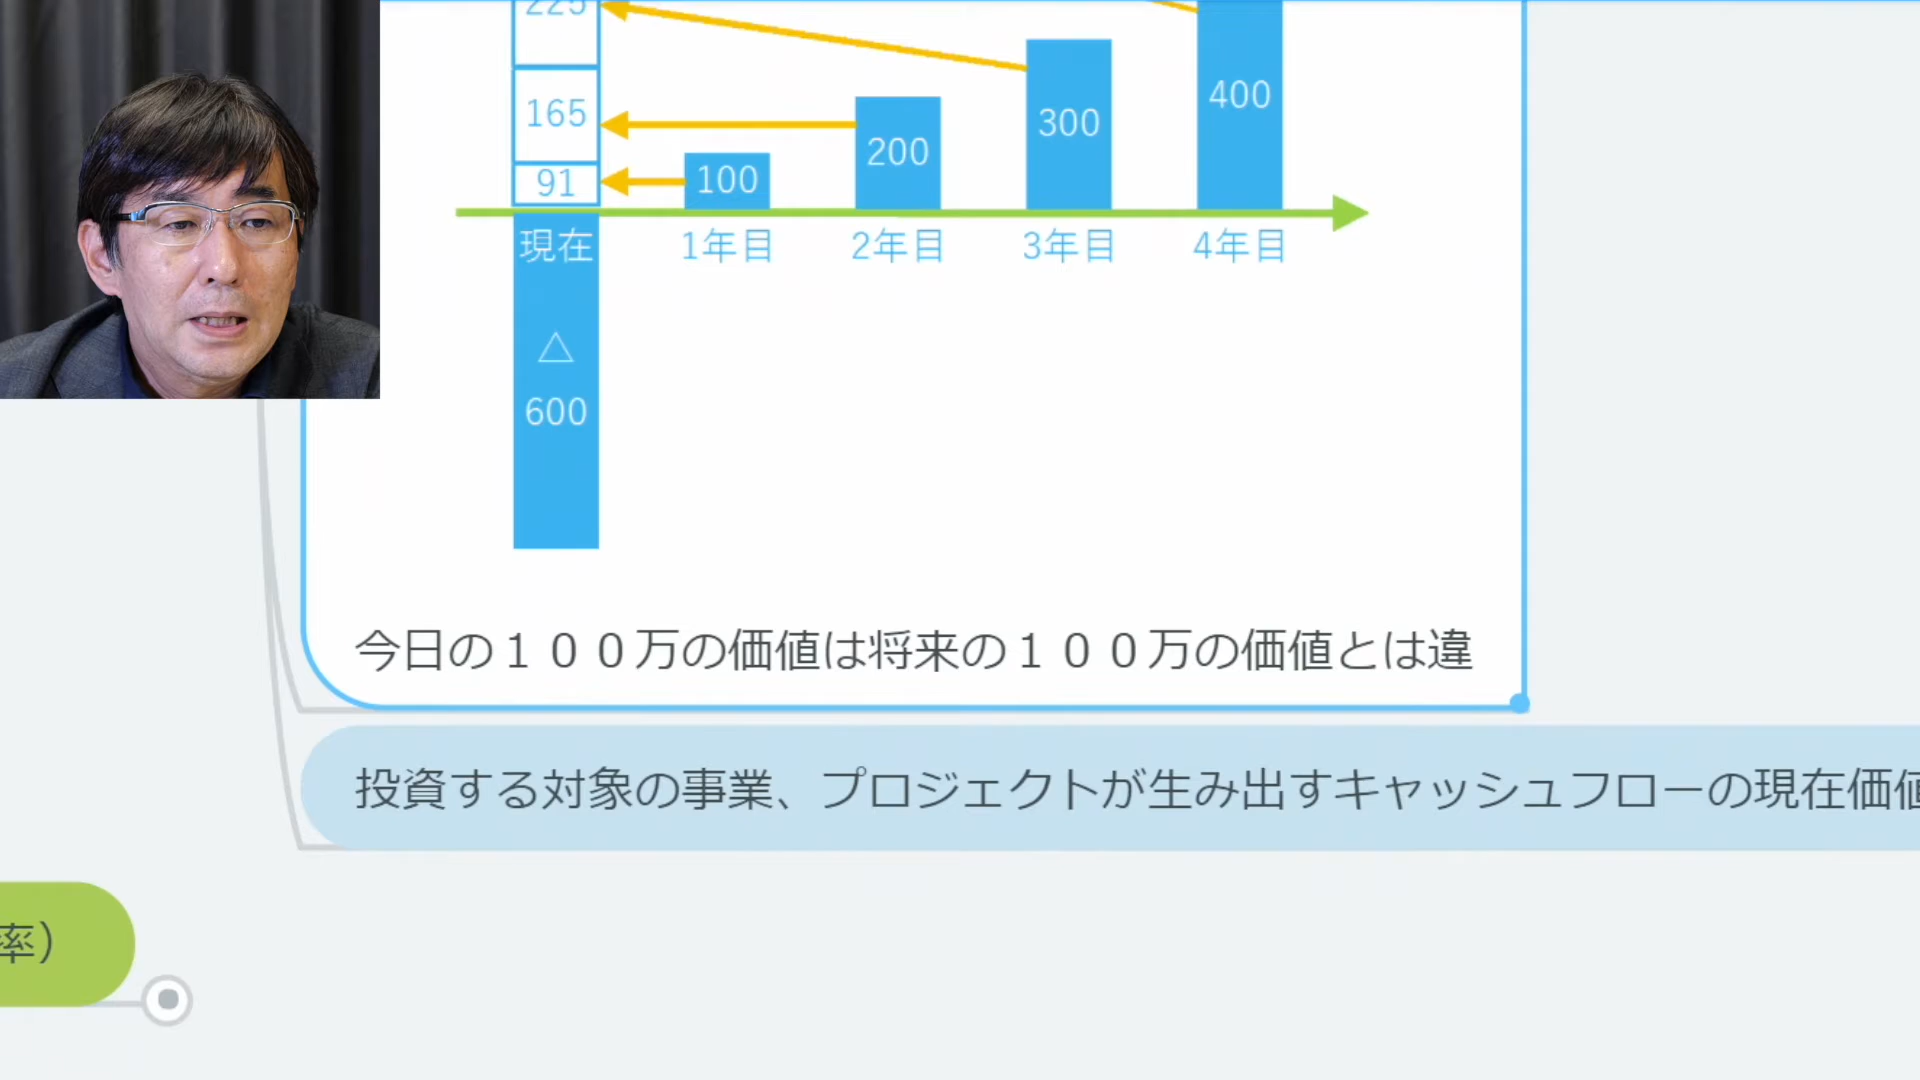 225
165
91
100
200
300
400
現在
1年目
2年目
3年目
4年目
△
600
今日の１００万の価値は将来の１００万の価値とは違
投資する対象の事業、プロジェクトが生み出すキャッシュフローの現在価値
率）